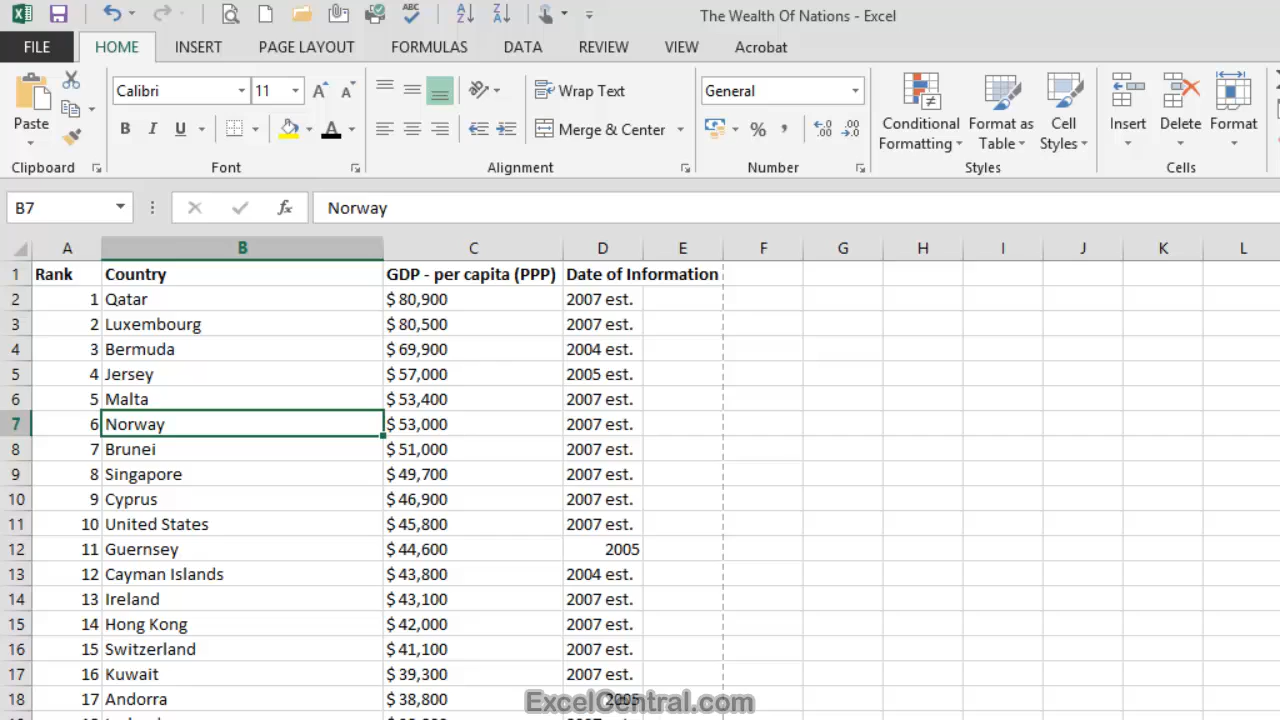 The Wealth Of Nations - Excel
FILE HOME INSERT PAGE LAYOUT FORMULAS DATA REVIEW VIEW Acrobat
Calibri 11 Wrap Text General
Paste B I U Merge & Center % , Conditional Formatting Format as Table Cell Styles Insert Delete Format
Clipboard Font Alignment Number Styles Cells
B7 fx Norway
A B C D E F G H I J K L
1 Rank Country GDP - per capita (PPP) Date of Information
2 1 Qatar $ 80,900 2007 est.
3 2 Luxembourg $ 80,500 2007 est.
4 3 Bermuda $ 69,900 2004 est.
5 4 Jersey $ 57,000 2005 est.
6 5 Malta $ 53,400 2007 est.
7 6 Norway $ 53,000 2007 est.
8 7 Brunei $ 51,000 2007 est.
9 8 Singapore $ 49,700 2007 est.
10 9 Cyprus $ 46,900 2007 est.
11 10 United States $ 45,800 2007 est.
12 11 Guernsey $ 44,600 2005
13 12 Cayman Islands $ 43,800 2004 est.
14 13 Ireland $ 43,100 2007 est.
15 14 Hong Kong $ 42,000 2007 est.
16 15 Switzerland $ 41,100 2007 est.
17 16 Kuwait $ 39,300 2007 est.
18 17 Andorra $ 38,800 2005
ExcelCentral.com